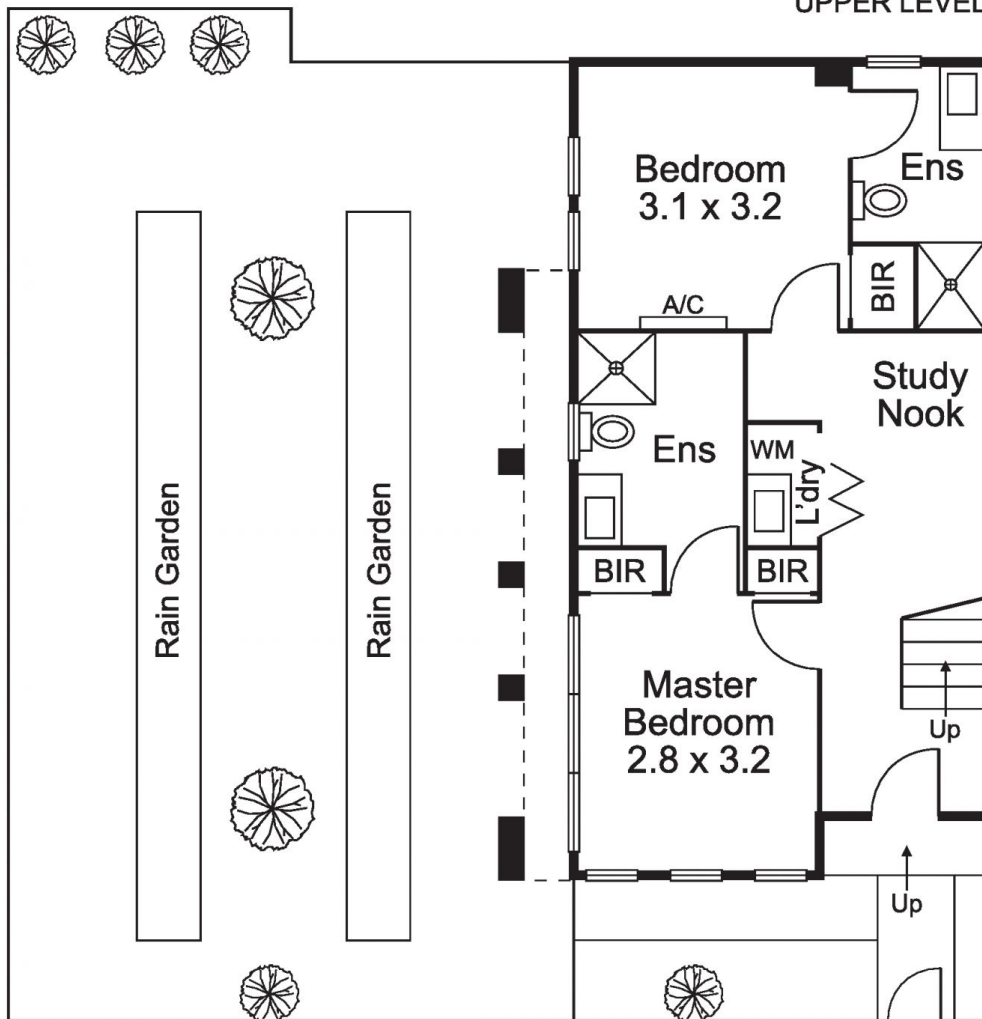 UPPER LEVEL
Bedroom
3.1 x 3.2
Ens
BIR
A/C
Study
Nook
Ens
WM
L'dry
BIR
BIR
Rain Garden
Rain Garden
Master
Bedroom
2.8 x 3.2
Up
Up